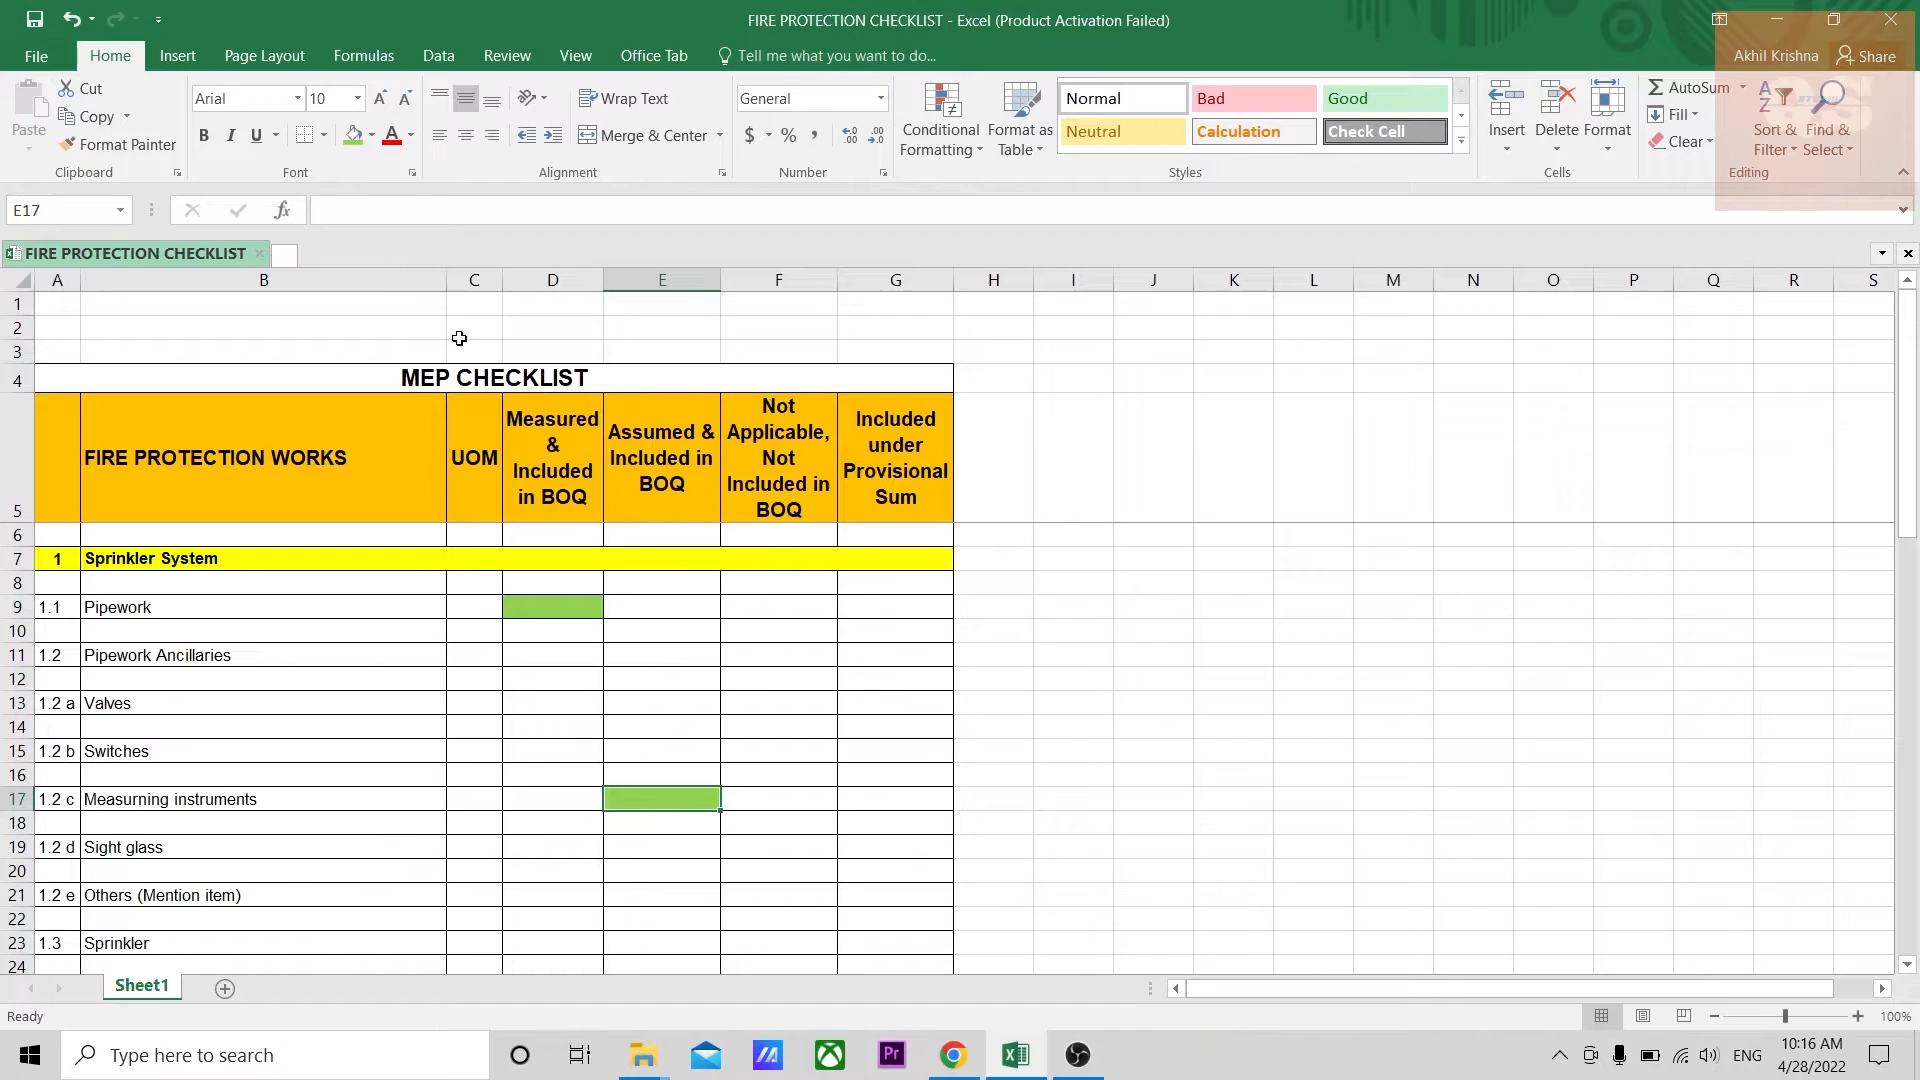 FIRE PROTECTION CHECKLIST - Excel (Product Activation Failed)
File Home Insert Page Layout Formulas Data Review View Office Tab Tell me what you want to do... Akhil Krishna Share
Paste
Cut
Copy
Format Painter
Clipboard
Arial 10 A A
B I U A
Font
Wrap Text
Merge & Center
Alignment
General
$ % ,
Number
Conditional Formatting
Format as Table
Normal Bad Good
Neutral Calculation Check Cell
Styles
Insert Delete Format
Cells
AutoSum
Fill
Clear
Sort & Filter
Find & Select
Editing
E17 fx
FIRE PROTECTION CHECKLIST
A B C D E F G H I J K L M N O P Q R S
1
2
3
4 MEP CHECKLIST
5 FIRE PROTECTION WORKS UOM Measured & Included in BOQ Assumed & Included in BOQ Not Applicable, Not Included in BOQ Included under Provisional Sum
6
7 1 Sprinkler System
8
9 1.1 Pipework
10
11 1.2 Pipework Ancillaries
12
13 1.2 a Valves
14
15 1.2 b Switches
16
17 1.2 c Measurning instruments
18
19 1.2 d Sight glass
20
21 1.2 e Others (Mention item)
22
23 1.3 Sprinkler
24
Sheet1
Ready 100%
Type here to search
Pr
ENG
10:16 AM
4/28/2022